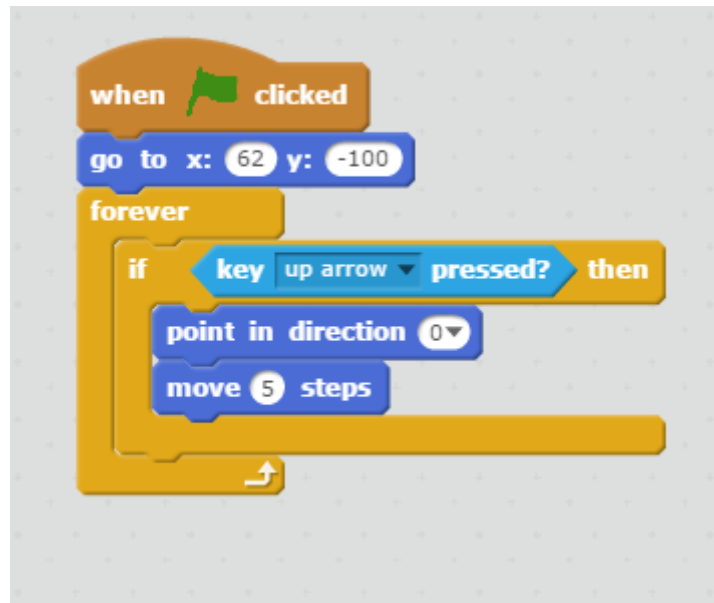 when clicked
go to x: 62 y: -100
forever
if key up arrow pressed? then
point in direction 0
move 5 steps